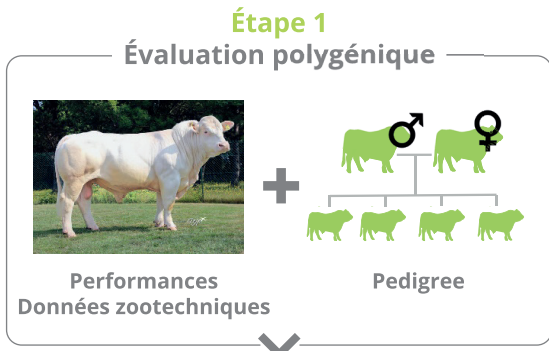 Étape 1
Évaluation polygénique
Performances
Données zootechniques
Pedigree